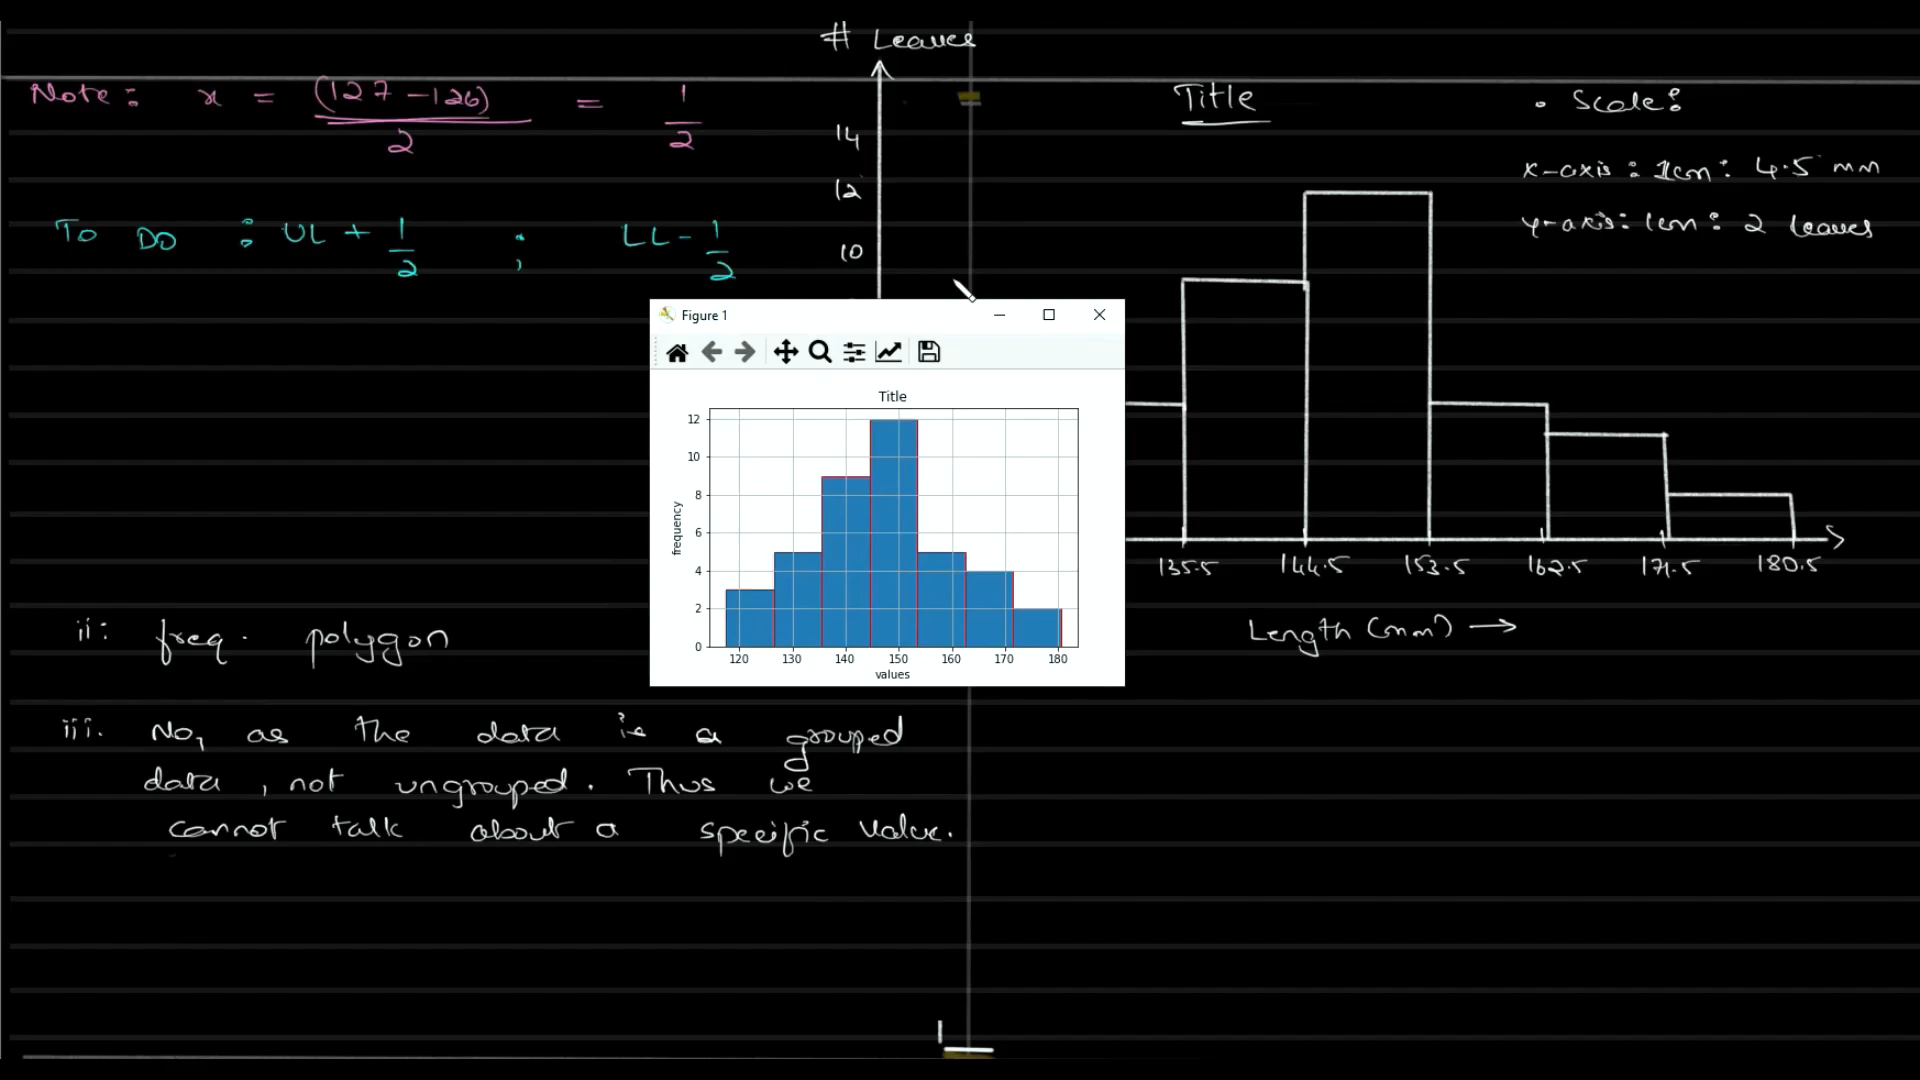 # Leaves
Note: x = (127 - 126) / 2 = 1/2
Title
• Scale:
14
12
10
x-axis : 1cm : 4.5 mm
y-axis : 1cm : 2 leaves
To Do : UL + 1/2 ; LL - 1/2
Figure 1
Title
12
10
8
6
4
2
0
frequency
120 130 140 150 160 170 180
values
135.5 144.5 153.5 162.5 171.5 180.5
Length (mm) →
ii: freq. polygon
iii. No, as the data is a grouped
data, not ungrouped. Thus we
cannot talk about a specific value.